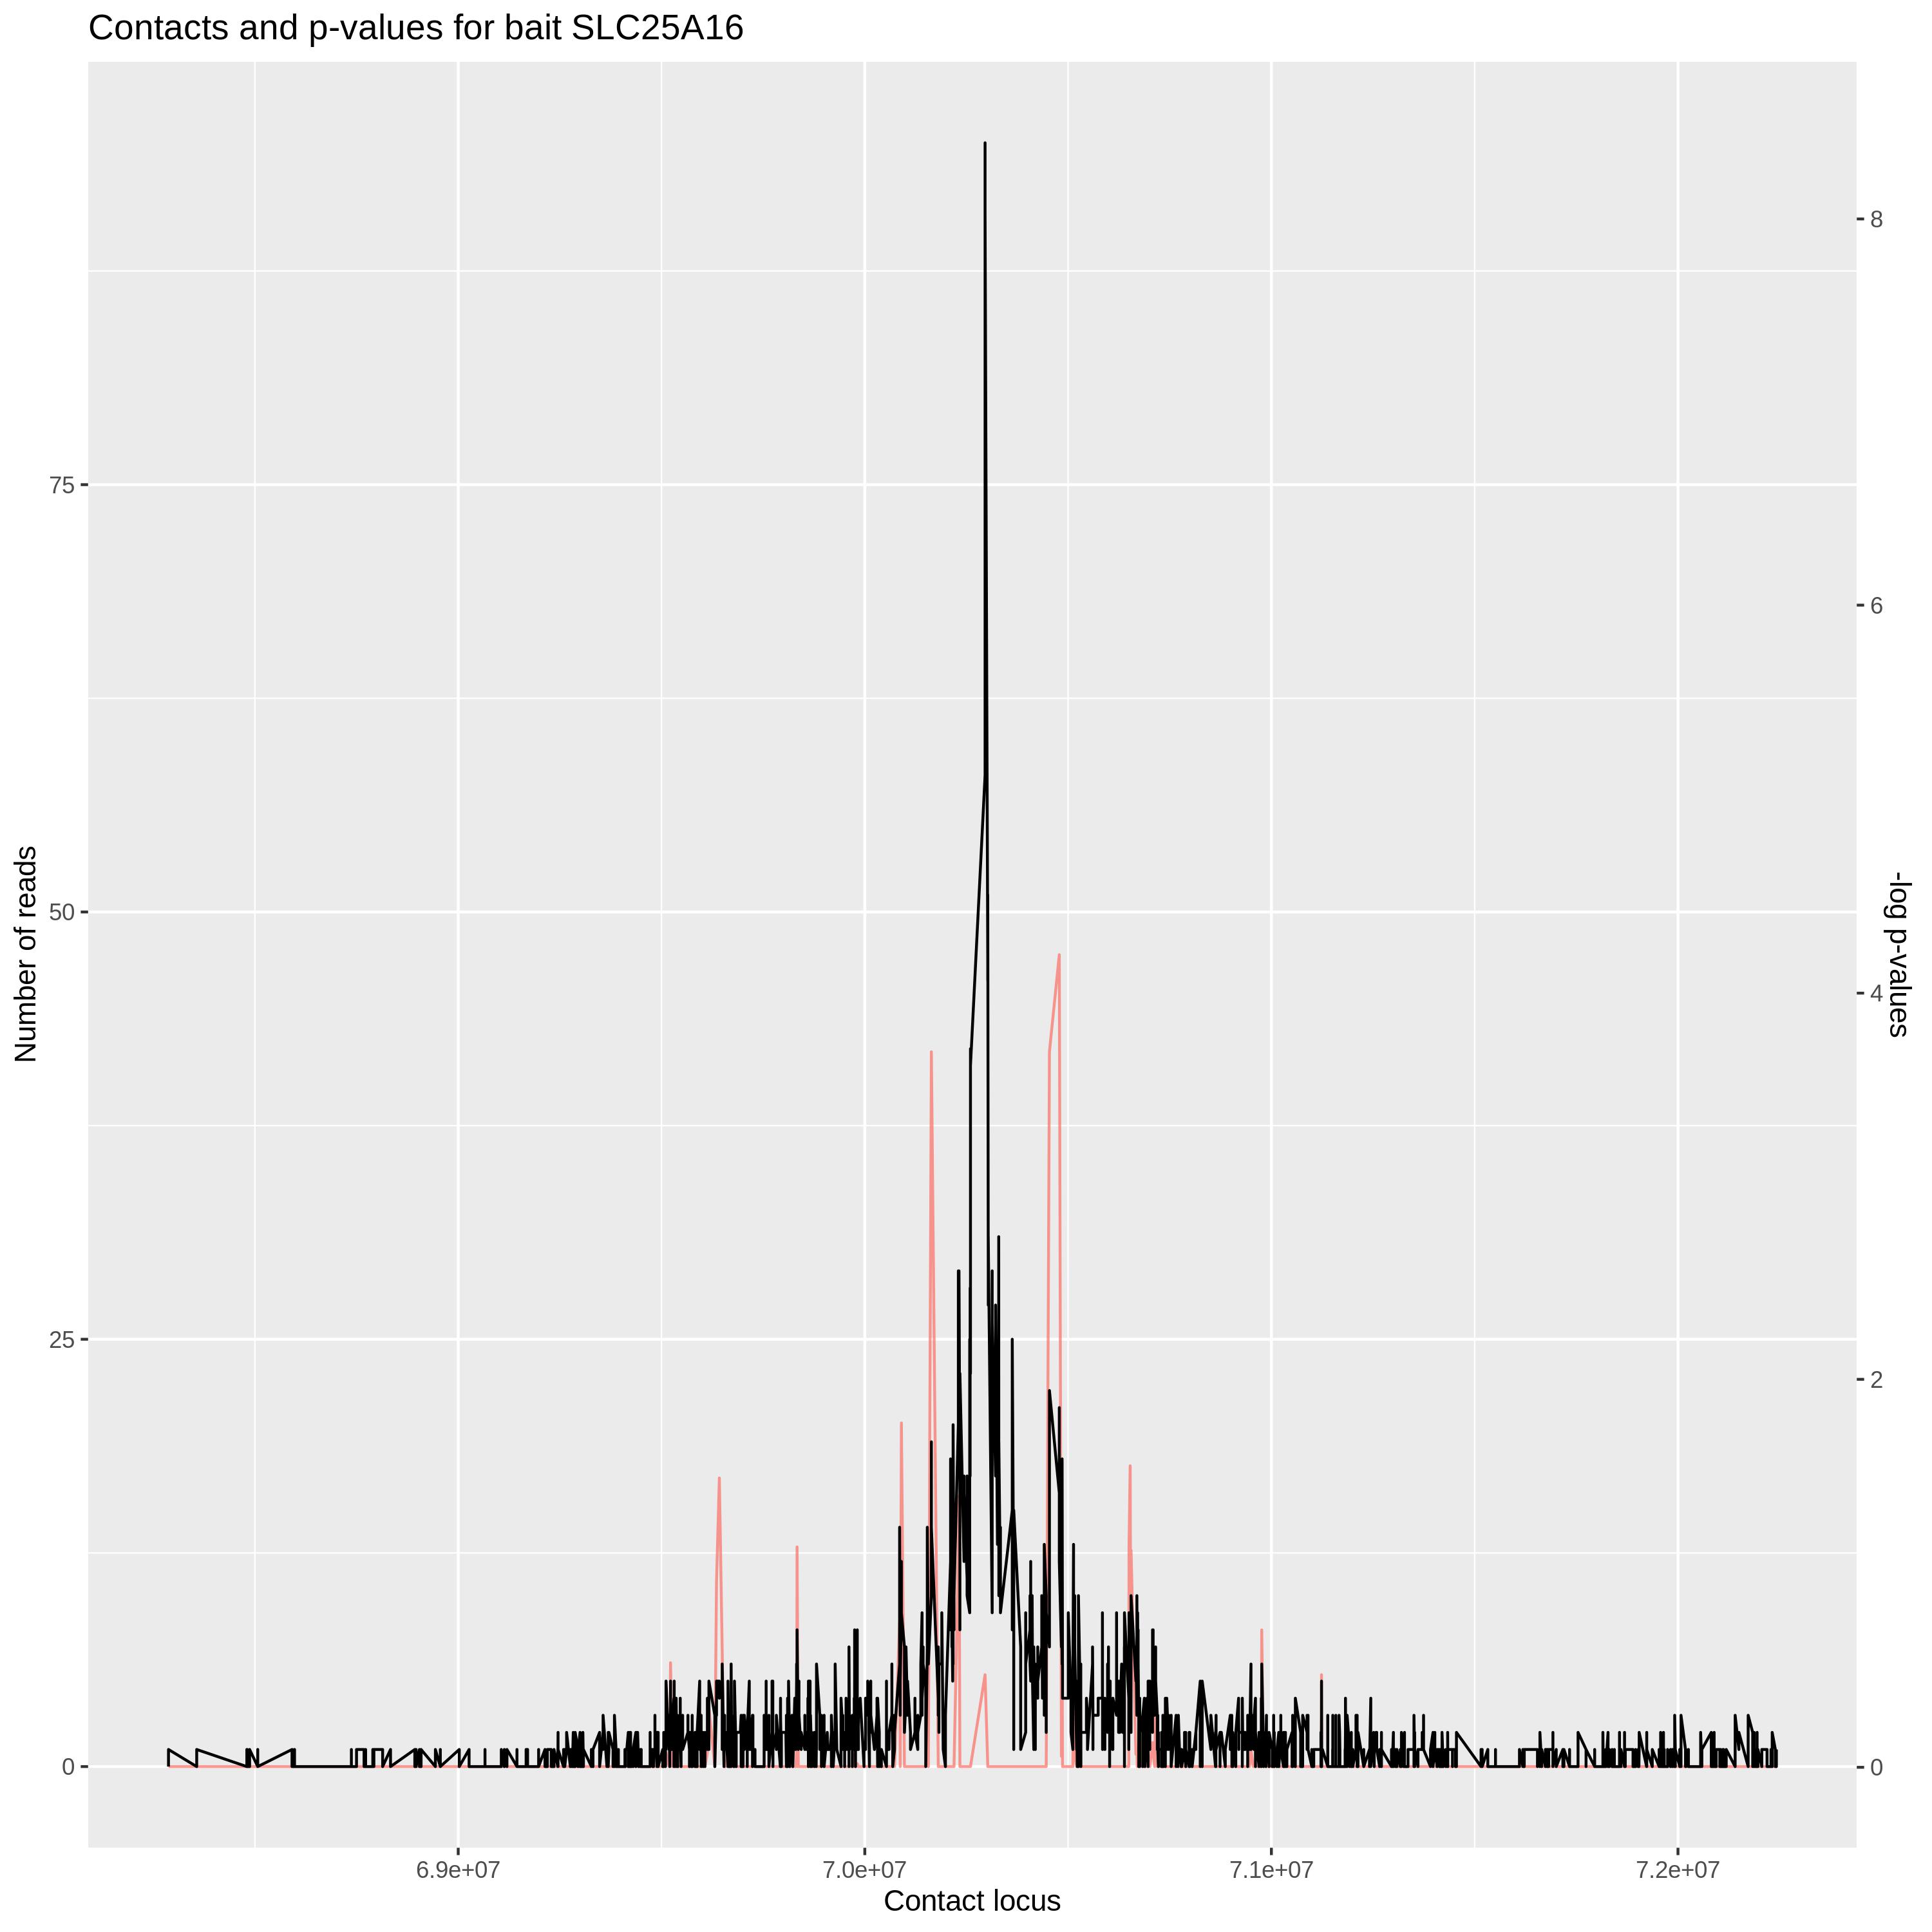 Contacts and p-values for bait SLC25A16
Number of reads
75
50
25
0
8
6
4
2
0
-log p-values
6.9e+07
7.0e+07
7.1e+07
7.2e+07
Contact locus